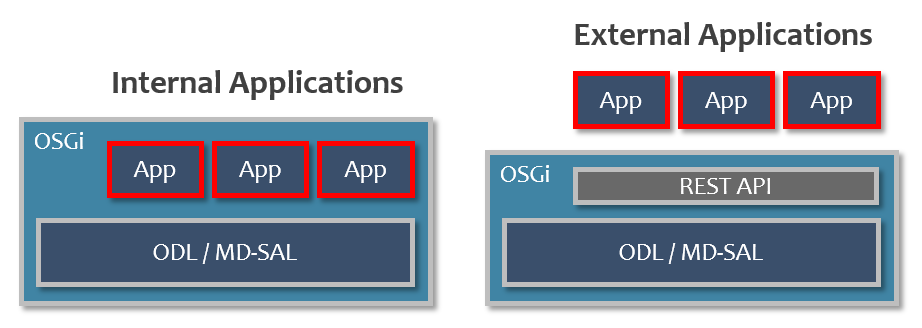 Internal Applications
OSGi
App App App
ODL / MD-SAL
External Applications
App App App
OSGi
REST API
ODL / MD-SAL